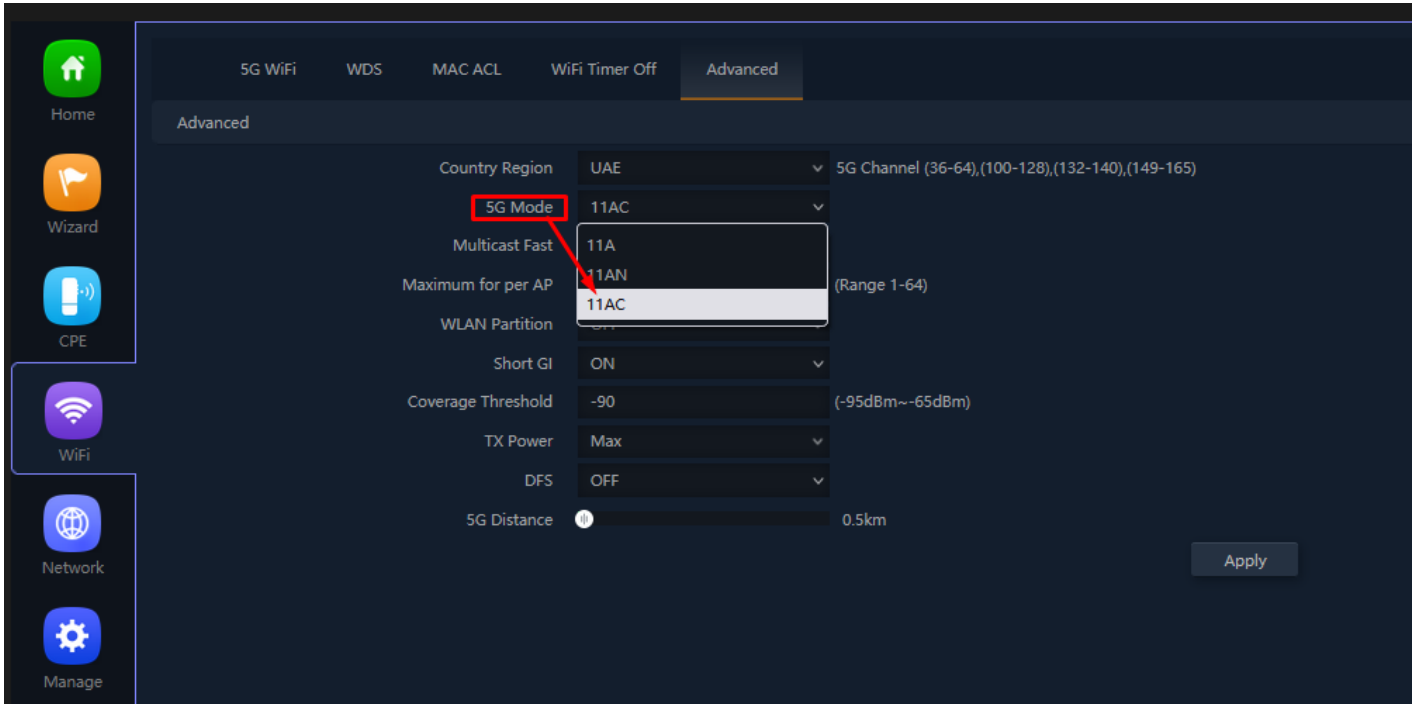 Home
Wizard
CPE
WiFi
Network
Manage
5G WiFi WDS MAC ACL WiFi Timer Off Advanced
Advanced
Country Region UAE 5G Channel (36-64),(100-128),(132-140),(149-165)
5G Mode 11AC
Multicast Fast 11A
11AN
Maximum for per AP (Range 1-64)
11AC
WLAN Partition
Short GI ON
Coverage Threshold -90 (-95dBm~-65dBm)
TX Power Max
DFS OFF
5G Distance 0.5km
Apply